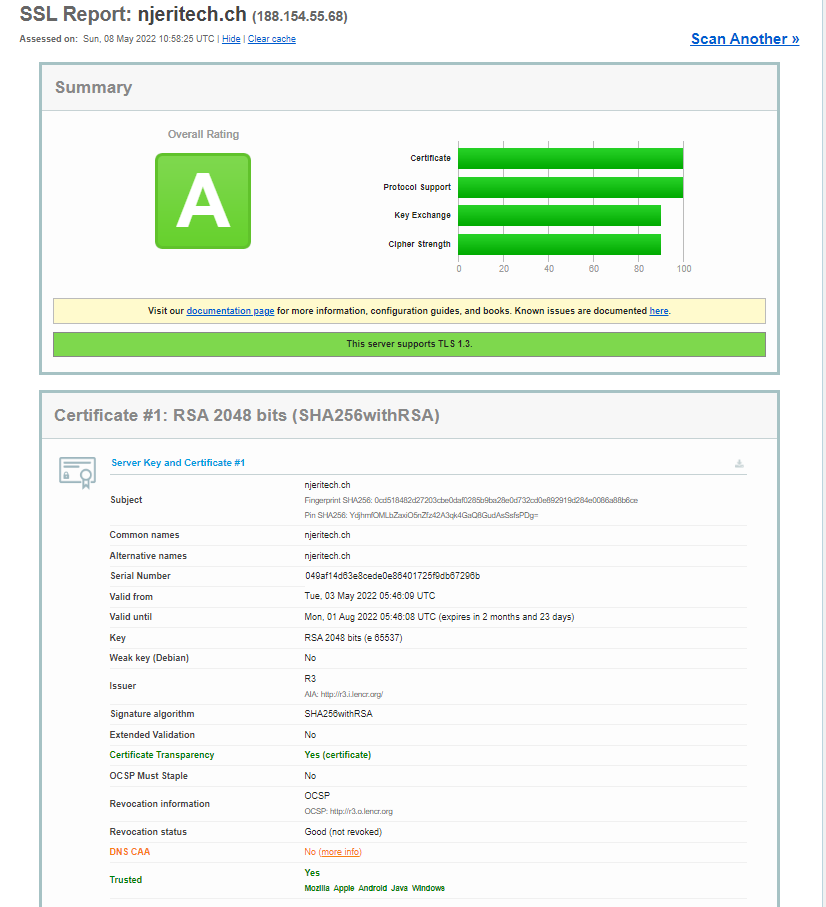 SSL Report: njeritech.ch (188.154.55.68)
Assessed on: Sun, 08 May 2022 10:58:25 UTC | Hide | Clear cache
Scan Another »
Summary
Overall Rating
A
Certificate
Protocol Support
Key Exchange
Cipher Strength
0 20 40 60 80 100
Visit our documentation page for more information, configuration guides, and books. Known issues are documented here.
This server supports TLS 1.3.
Certificate #1: RSA 2048 bits (SHA256withRSA)
Server Key and Certificate #1
Subject
njeritech.ch
Fingerprint SHA256: 0cd518482d27203cbe0daf0285b9ba28e0d732cd0e892919d284e0086a88b6ce
Pin SHA256: YdjhmfOMLbZaxiO5nZfz42A3qk4GaQ8GudAsSsfsPDg=
Common names njeritech.ch
Alternative names njeritech.ch
Serial Number 049af14d63e8cede0e86401725f9db67296b
Valid from Tue, 03 May 2022 05:46:09 UTC
Valid until Mon, 01 Aug 2022 05:46:08 UTC (expires in 2 months and 23 days)
Key RSA 2048 bits (e 65537)
Weak key (Debian) No
Issuer
R3
AIA: http://r3.i.lencr.org/
Signature algorithm SHA256withRSA
Extended Validation No
Certificate Transparency Yes (certificate)
OCSP Must Staple No
Revocation information
OCSP
OCSP: http://r3.o.lencr.org
Revocation status Good (not revoked)
DNS CAA No (more info)
Trusted
Yes
Mozilla Apple Android Java Windows